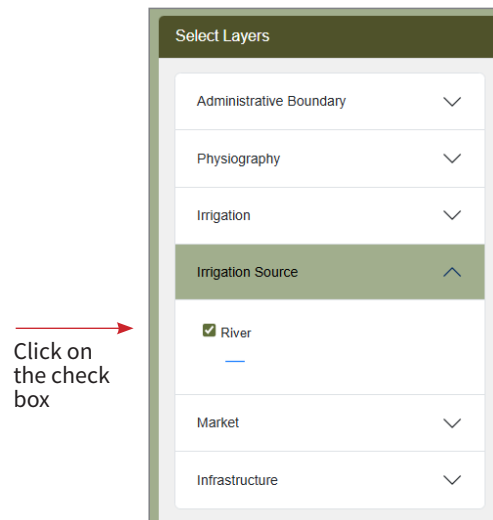 Select Layers
Administrative Boundary
Physiography
Irrigation
Irrigation Source
River
Click on
the check
box
Market
Infrastructure